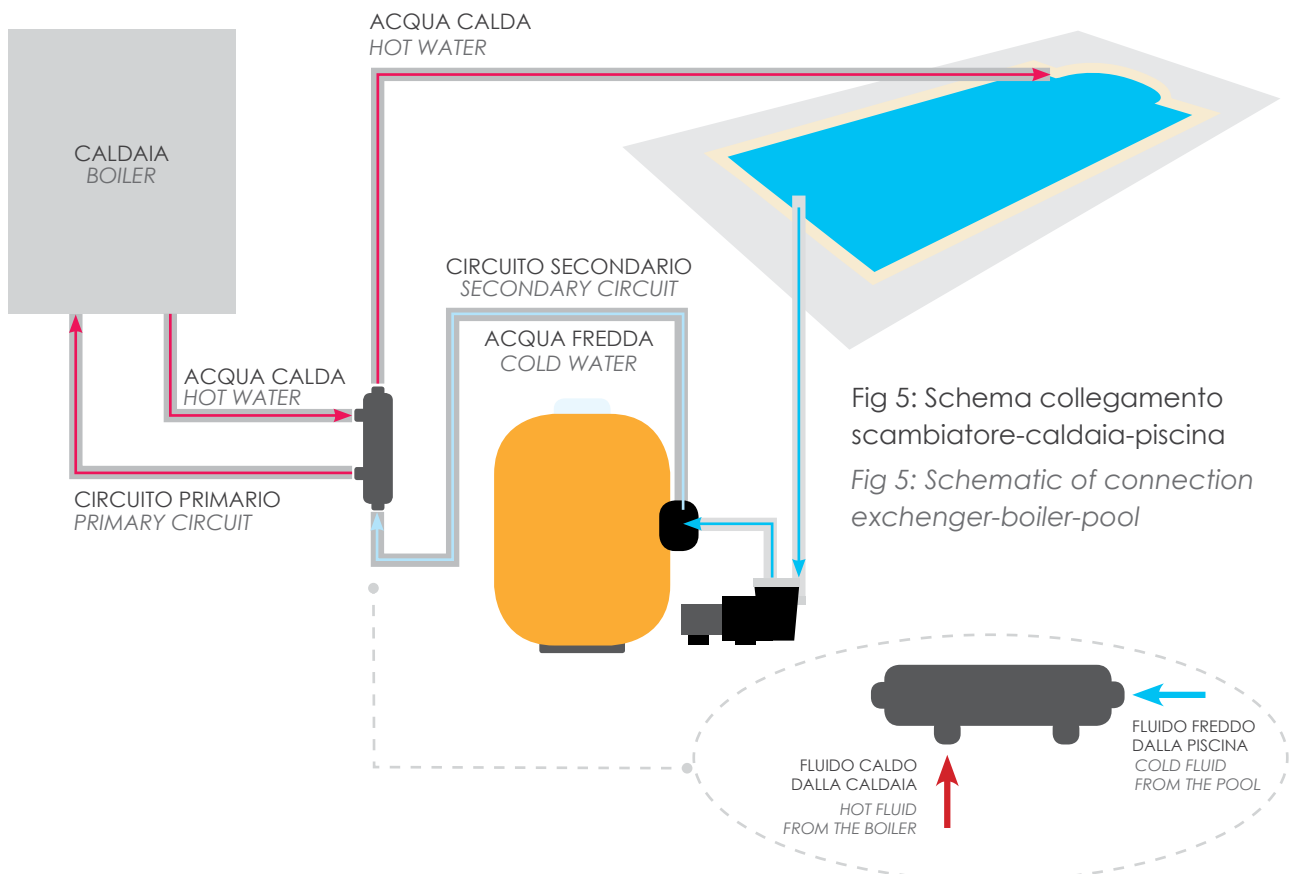 ACQUA CALDA
HOT WATER
CALDAIA
BOILER
CIRCUITO SECONDARIO
SECONDARY CIRCUIT
ACQUA FREDDA
COLD WATER
ACQUA CALDA
HOT WATER
CIRCUITO PRIMARIO
PRIMARY CIRCUIT
Fig 5: Schema collegamento
scambiatore-caldaia-piscina
Fig 5: Schematic of connection
exchenger-boiler-pool
FLUIDO FREDDO
DALLA PISCINA
COLD FLUID
FROM THE POOL
FLUIDO CALDO
DALLA CALDAIA
HOT FLUID
FROM THE BOILER